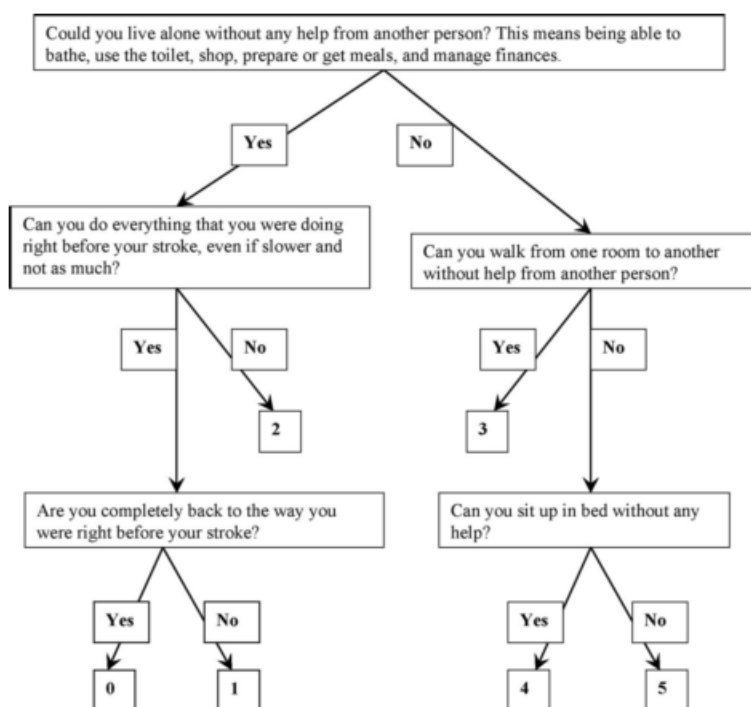 Could you live alone without any help from another person? This means being able to
bathe, use the toilet, shop, prepare or get meals, and manage finances.
Yes
No
Can you do everything that you were doing
right before your stroke, even if slower and
not as much?
Can you walk from one room to another
without help from another person?
Yes
No
Yes
No
2
3
Are you completely back to the way you
were right before your stroke?
Can you sit up in bed without any
help?
Yes
No
Yes
No
0
1
4
5